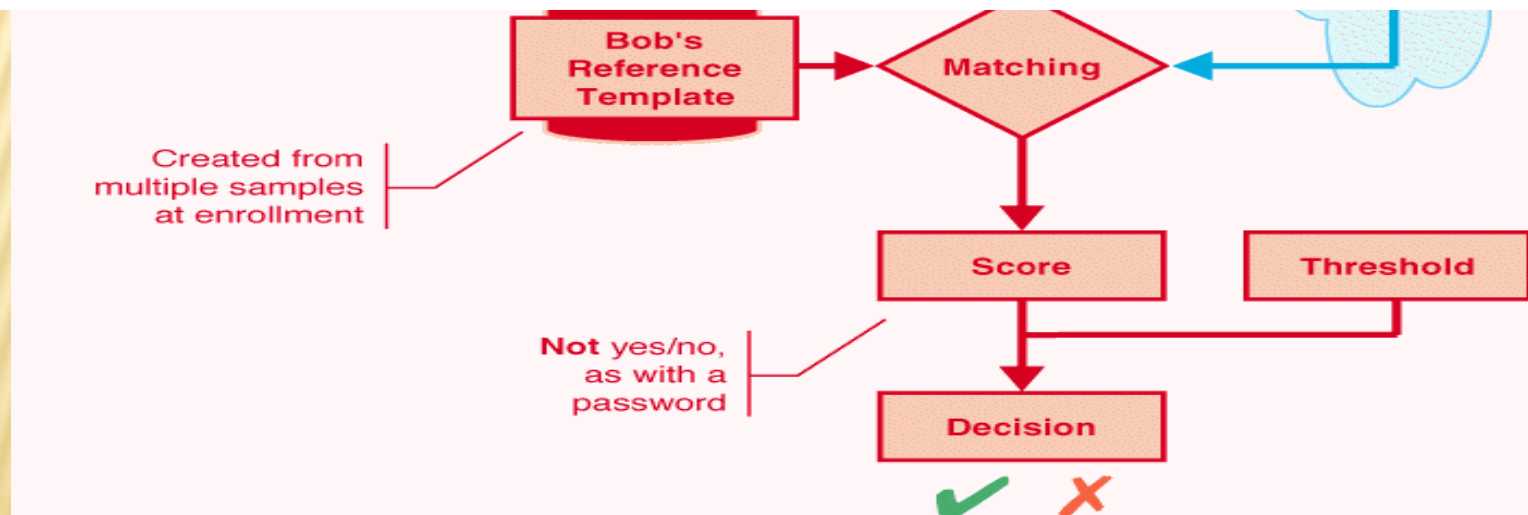 Bob's
Reference
Template
Matching
Created from
multiple samples
at enrollment
Score
Threshold
Not yes/no,
as with a
password
Decision